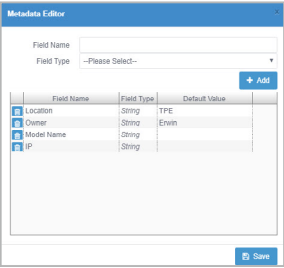 Metadata Editor
Field Name
Field Type --Please Select--
+ Add
Field Name Field Type Default Value
Location String TPE
Owner String Erwin
Model Name String
IP String
Save